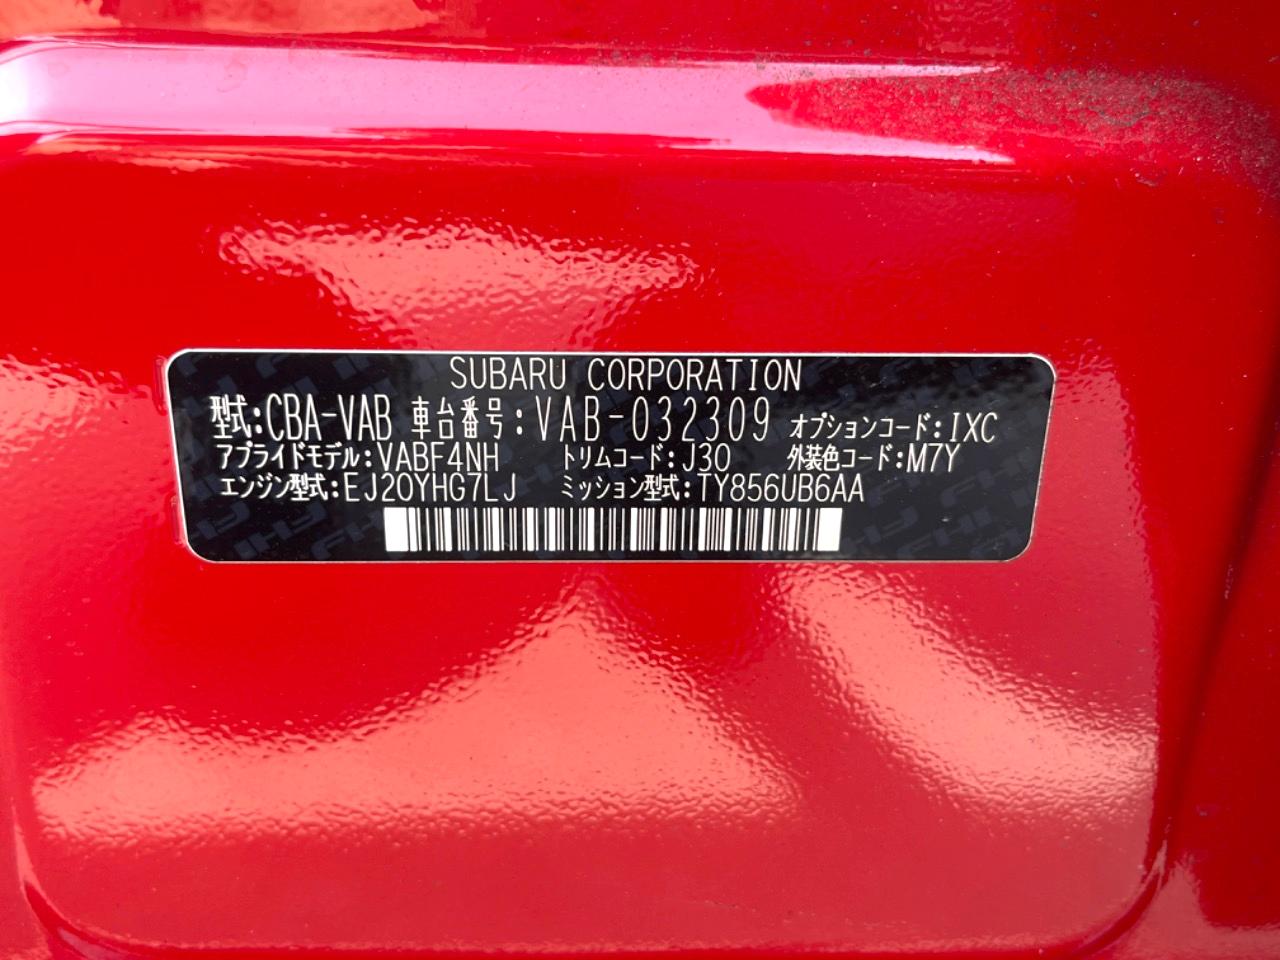 SUBARU CORPORATION
型式:CBA-VAB 車台番号:VAB-032309 オプションコード:IXC
アプライドモデル:VABF4NH トリムコード:J30 外装色コード:M7Y
エンジン型式:EJ20YHG7LJ ミッション型式:TY856UB6AA